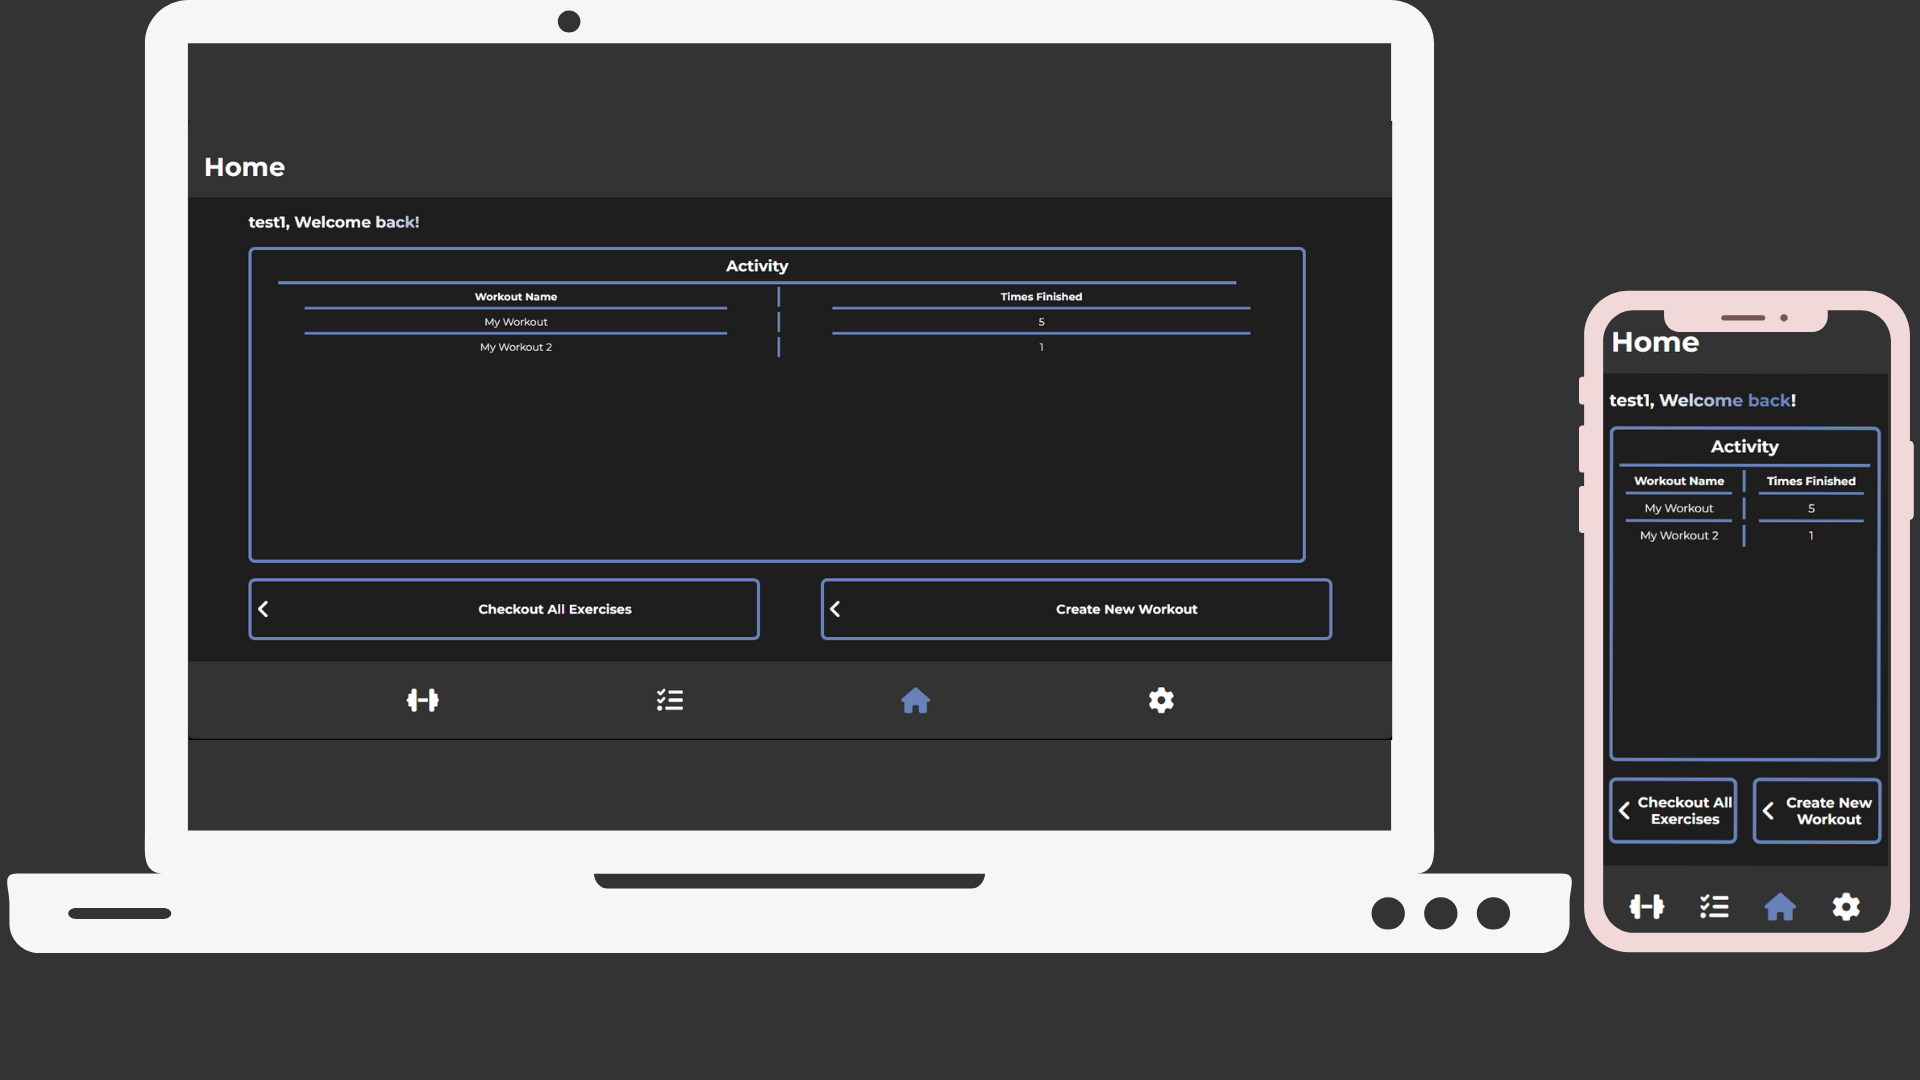 Home
test1, Welcome back!
Activity
Workout Name
Times Finished
My Workout
5
My Workout 2
1
Checkout All Exercises
Create New Workout
Home
test1, Welcome back!
Activity
Workout Name
Times Finished
My Workout
5
My Workout 2
1
Checkout All
Exercises
Create New
Workout